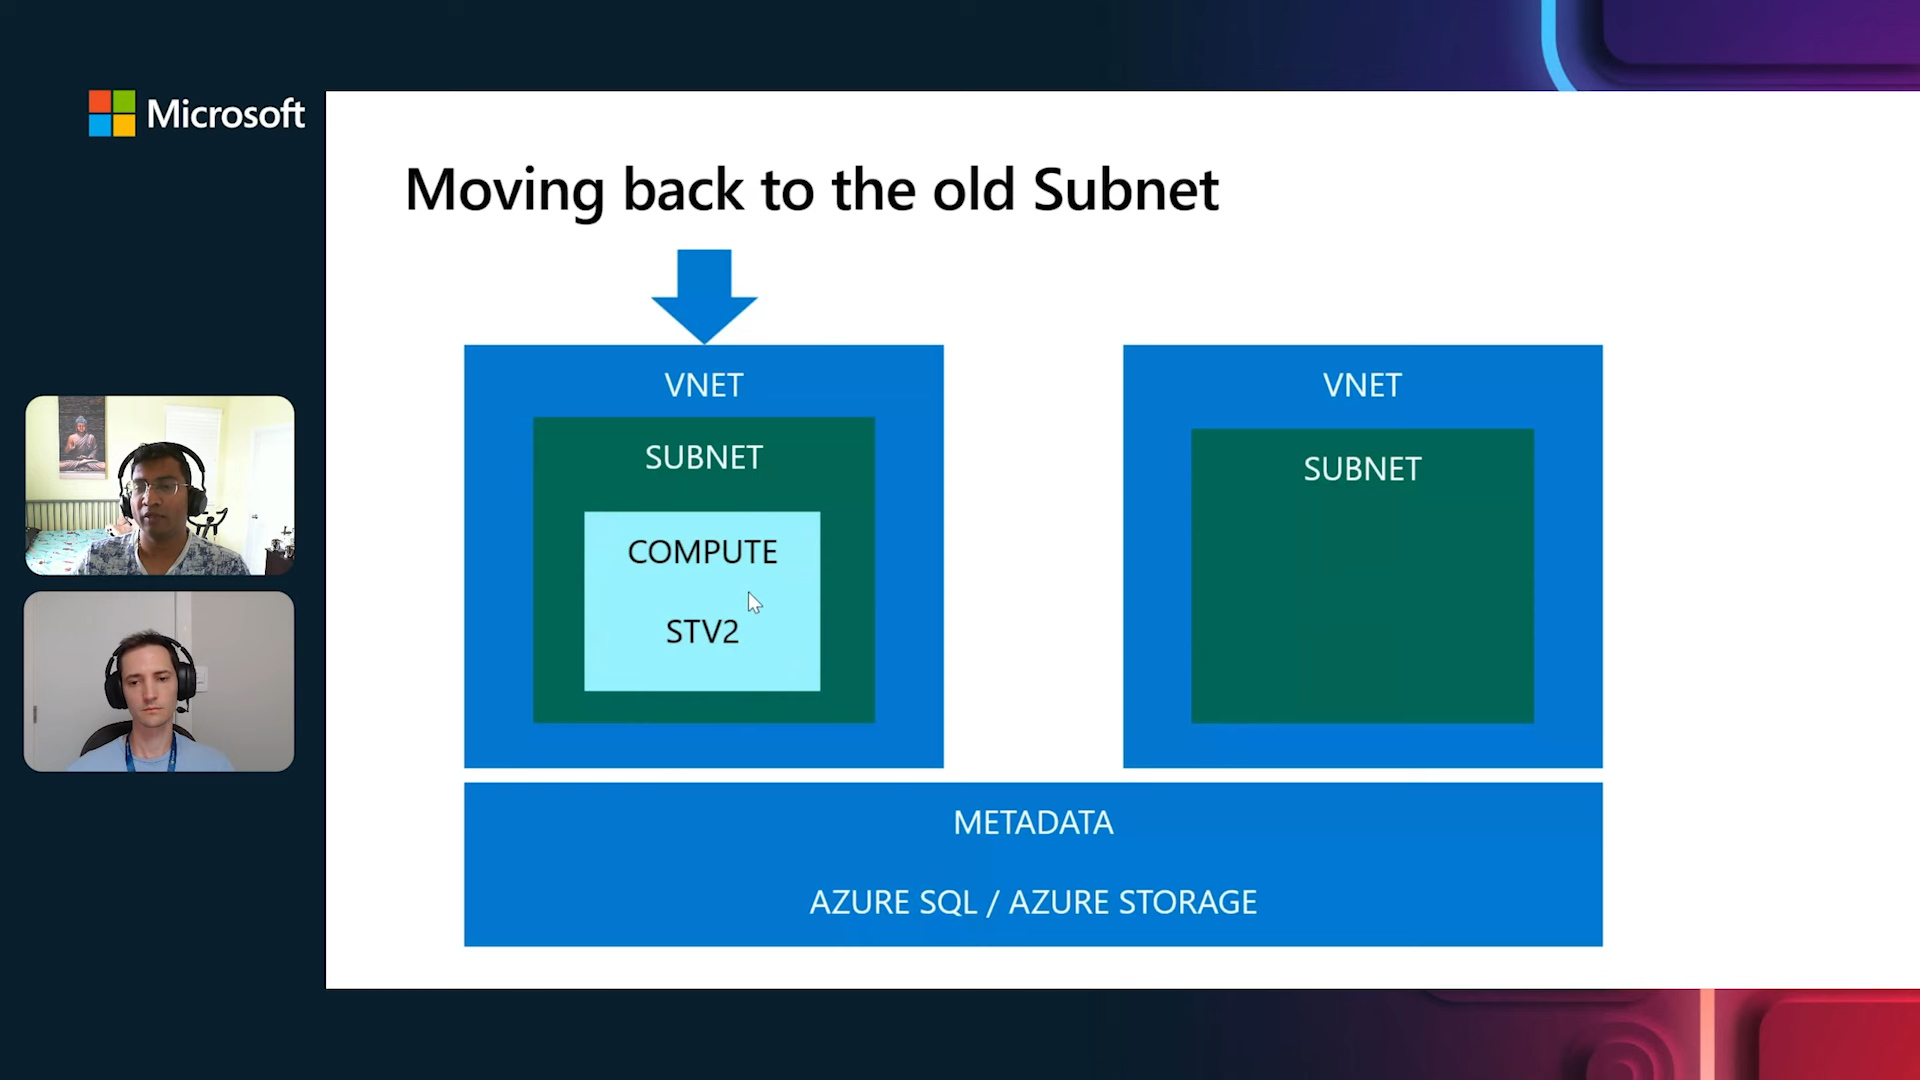 Microsoft
Moving back to the old Subnet
VNET
SUBNET
COMPUTE
STV2
VNET
SUBNET
METADATA
AZURE SQL / AZURE STORAGE